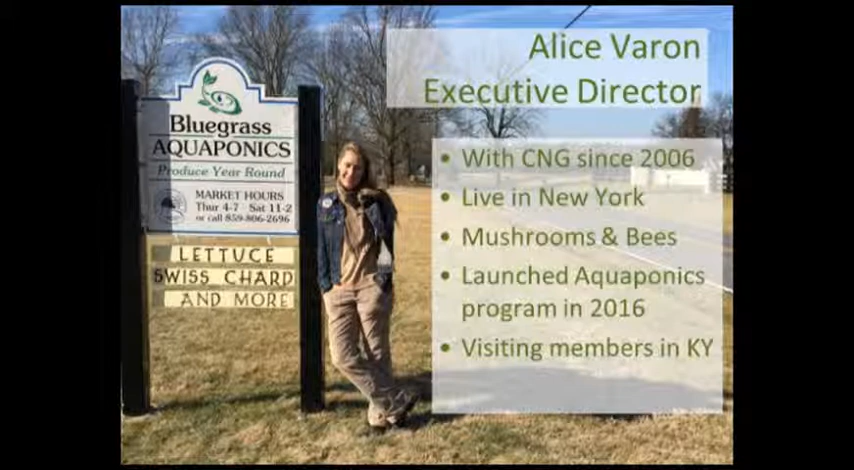 Alice Varon
Executive Director
Bluegrass
AQUAPONICS
Produce Year Round
MARKET HOURS
Thur 4-7 Sat 11-2
or call 859-806-2696
LETTUCE
SWISS CHARD
AND MORE
• With CNG since 2006
• Live in New York
• Mushrooms & Bees
• Launched Aquaponics
program in 2016
• Visiting members in KY